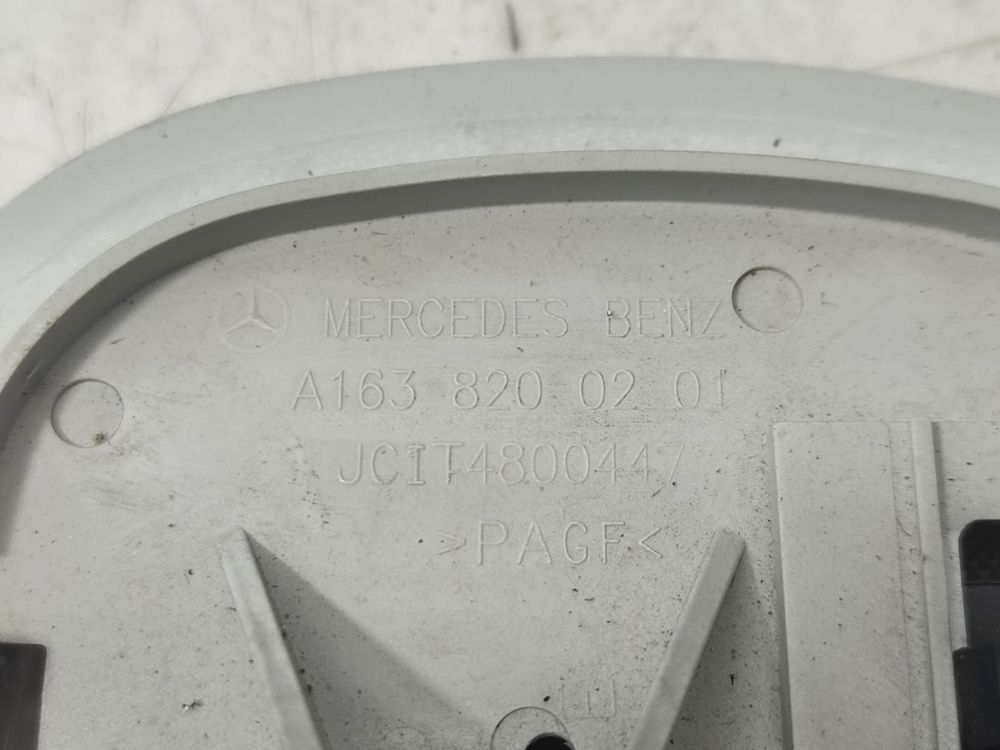 MERCEDES BENZ
A163 820 02 01
JCIT4800447
>PAGF<